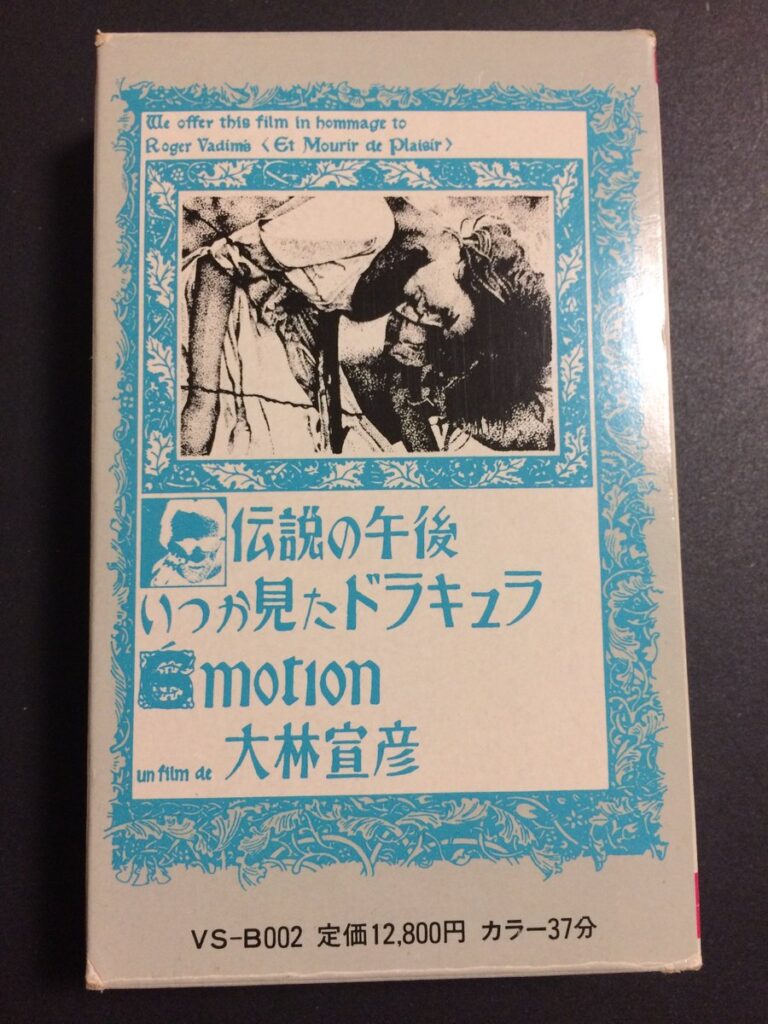 We offer this film in hommage to
Roger Vadim's 〈Et Mourir de Plaisir〉
伝説の午後
いつか見たドラキュラ
Émotion
un film de 大林宣彦
VS-B002 定価12,800円 カラー37分